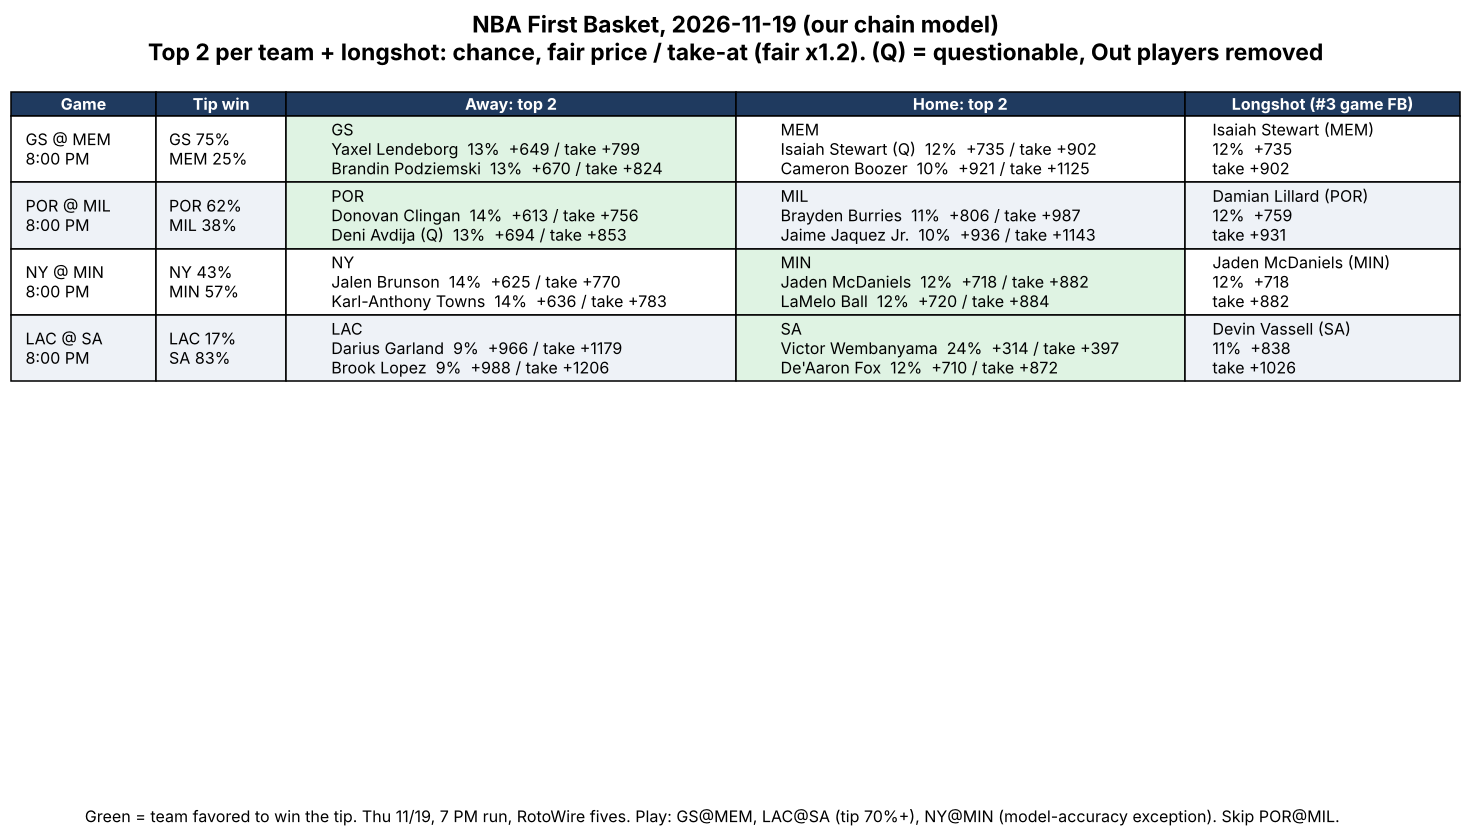 NBA First Basket, 2026-11-19 (our chain model)
Top 2 per team + longshot: chance, fair price / take-at (fair x1.2). (Q) = questionable, Out players removed
Game
Tip win
Away: top 2
Home: top 2
Longshot (#3 game FB)
GS @ MEM
8:00 PM
GS 75%
MEM 25%
GS
Yaxel Lendeborg 13% +649 / take +799
Brandin Podziemski 13% +670 / take +824
MEM
Isaiah Stewart (Q) 12% +735 / take +902
Cameron Boozer 10% +921 / take +1125
Isaiah Stewart (MEM)
12% +735
take +902
POR @ MIL
8:00 PM
POR 62%
MIL 38%
POR
Donovan Clingan 14% +613 / take +756
Deni Avdija (Q) 13% +694 / take +853
MIL
Brayden Burries 11% +806 / take +987
Jaime Jaquez Jr. 10% +936 / take +1143
Damian Lillard (POR)
12% +759
take +931
NY @ MIN
8:00 PM
NY 43%
MIN 57%
NY
Jalen Brunson 14% +625 / take +770
Karl-Anthony Towns 14% +636 / take +783
MIN
Jaden McDaniels 12% +718 / take +882
LaMelo Ball 12% +720 / take +884
Jaden McDaniels (MIN)
12% +718
take +882
LAC @ SA
8:00 PM
LAC 17%
SA 83%
LAC
Darius Garland 9% +966 / take +1179
Brook Lopez 9% +988 / take +1206
SA
Victor Wembanyama 24% +314 / take +397
De'Aaron Fox 12% +710 / take +872
Devin Vassell (SA)
11% +838
take +1026
Green = team favored to win the tip. Thu 11/19, 7 PM run, RotoWire fives. Play: GS@MEM, LAC@SA (tip 70%+), NY@MIN (model-accuracy exception). Skip POR@MIL.